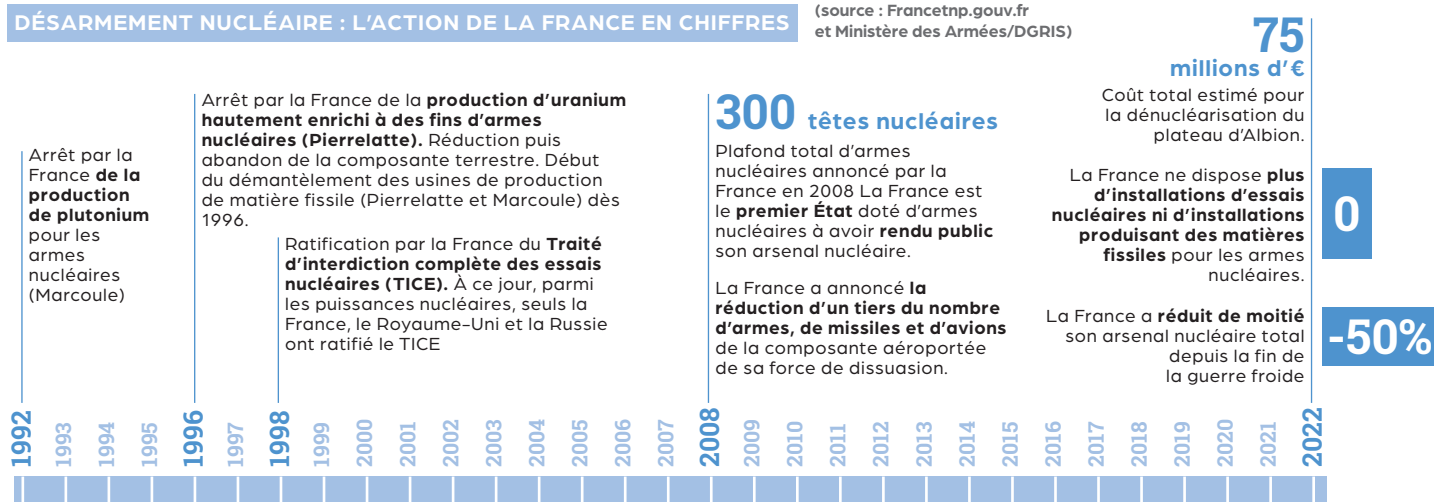 DÉSARMEMENT NUCLÉAIRE : L'ACTION DE LA FRANCE EN CHIFFRES
(source : Francetnp.gouv.fr
et Ministère des Armées/DGRIS)
Arrêt par la
France de la
production
de plutonium
pour les
armes
nucléaires
(Marcoule)
Arrêt par la France de la production d'uranium
hautement enrichi à des fins d'armes
nucléaires (Pierrelatte). Réduction puis
abandon de la composante terrestre. Début
du démantèlement des usines de production
de matière fissile (Pierrelatte et Marcoule) dès
1996.
Ratification par la France du Traité
d'interdiction complète des essais
nucléaires (TICE). À ce jour, parmi
les puissances nucléaires, seuls la
France, le Royaume-Uni et la Russie
ont ratifié le TICE
300 têtes nucléaires
Plafond total d'armes
nucléaires annoncé par la
France en 2008 La France est
le premier État doté d'armes
nucléaires à avoir rendu public
son arsenal nucléaire.
La France a annoncé la
réduction d'un tiers du nombre
d'armes, de missiles et d'avions
de la composante aéroportée
de sa force de dissuasion.
75
millions d'€
Coût total estimé pour
la dénucléarisation du
plateau d'Albion.
La France ne dispose plus
d'installations d'essais
nucléaires ni d'installations
produisant des matières
fissiles pour les armes
nucléaires.
0
La France a réduit de moitié
son arsenal nucléaire total
depuis la fin de
la guerre froide
-50%
1992 1993 1994 1995 1996 1997 1998 1999 2000 2001 2002 2003 2004 2005 2006 2007 2008 2009 2010 2011 2012 2013 2014 2015 2016 2017 2018 2019 2020 2021 2022